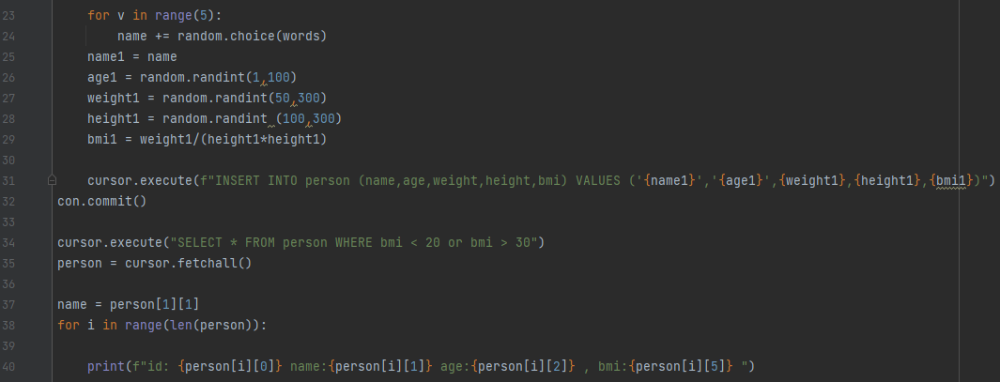 23 for v in range(5):
24 name += random.choice(words)
25 name1 = name
26 age1 = random.randint(1,100)
27 weight1 = random.randint(50,300)
28 height1 = random.randint (100,300)
29 bmi1 = weight1/(height1*height1)
30
31 cursor.execute(f"INSERT INTO person (name,age,weight,height,bmi) VALUES ('{name1}','{age1}',{weight1},{height1},{bmi1})")
32 con.commit()
33
34 cursor.execute("SELECT * FROM person WHERE bmi < 20 or bmi > 30")
35 person = cursor.fetchall()
36
37 name = person[1][1]
38 for i in range(len(person)):
39
40 print(f"id: {person[i][0]} name:{person[i][1]} age:{person[i][2]} , bmi:{person[i][5]} ")